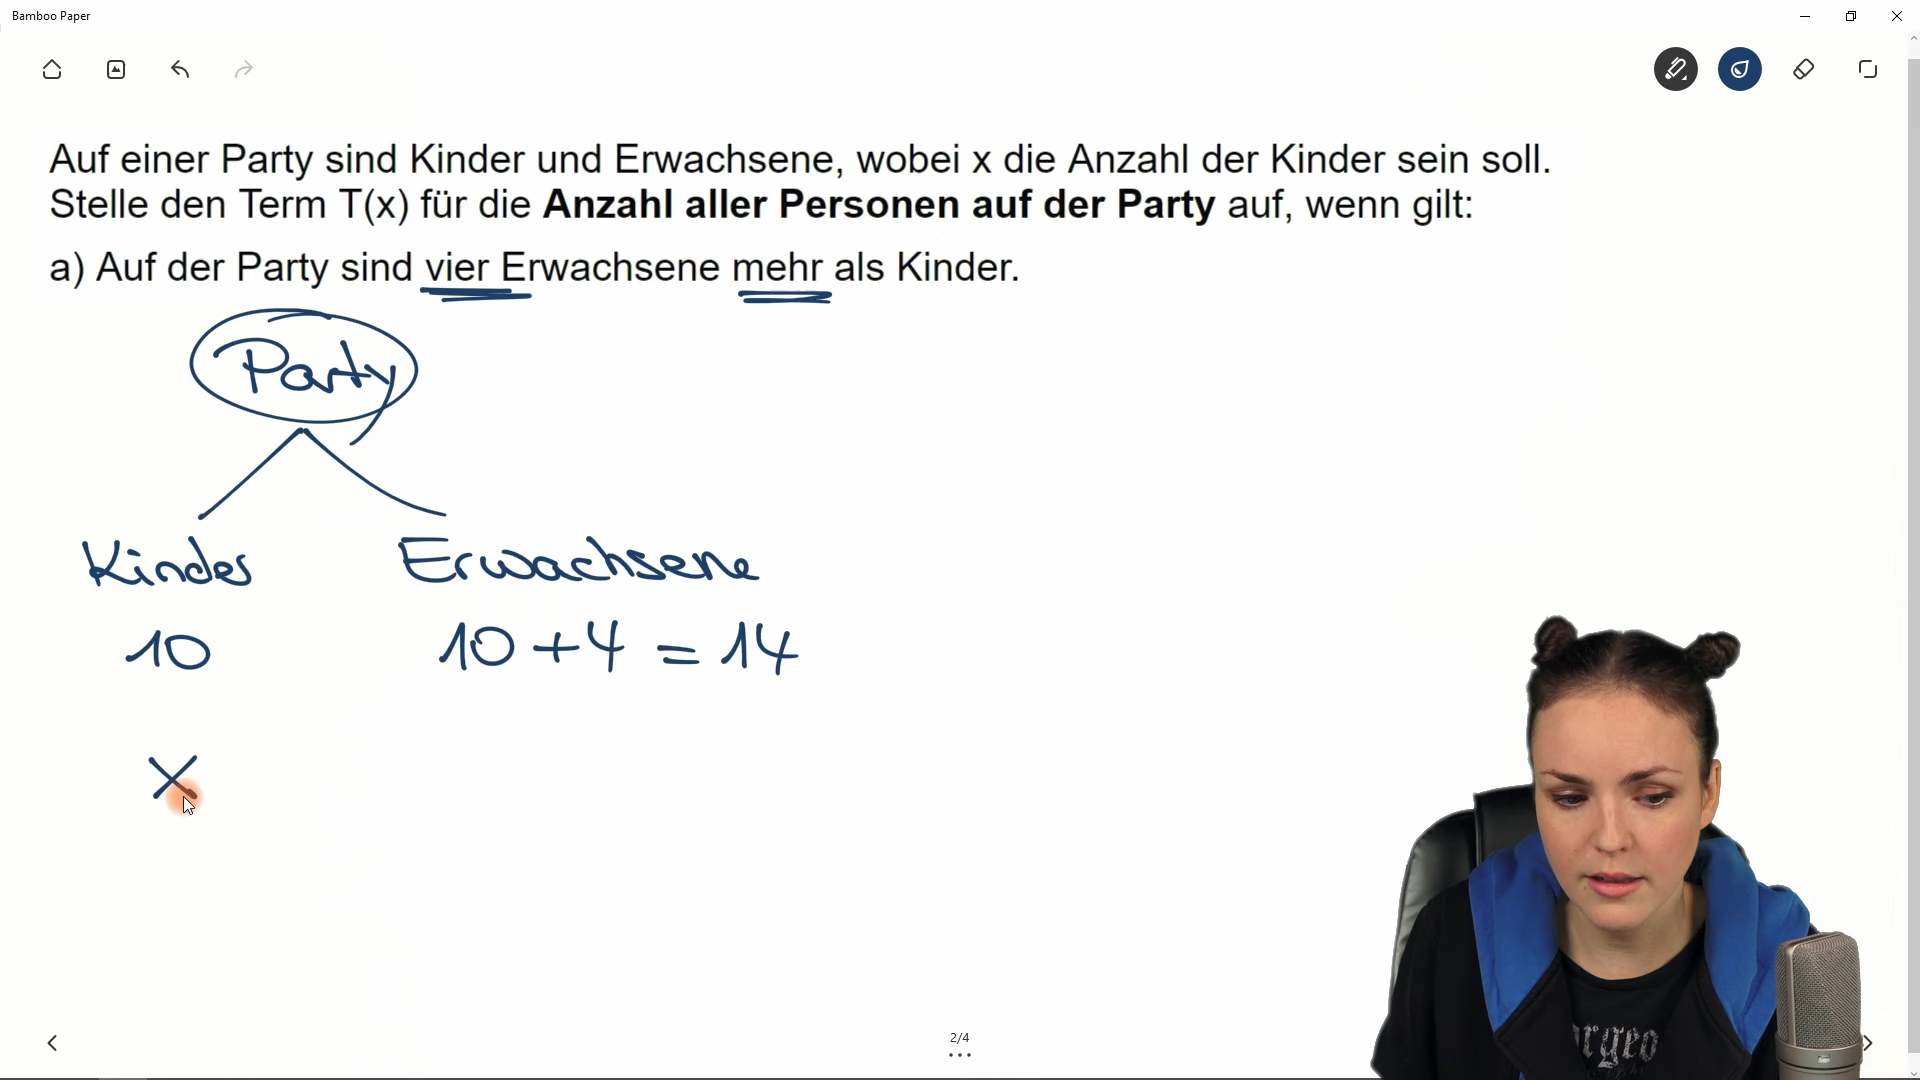 Bamboo Paper
Auf einer Party sind Kinder und Erwachsene, wobei x die Anzahl der Kinder sein soll.
Stelle den Term T(x) für die Anzahl aller Personen auf der Party auf, wenn gilt:
a) Auf der Party sind vier Erwachsene mehr als Kinder.
Party
Kinder Erwachsene
10 10 + 4 = 14
x
2/4